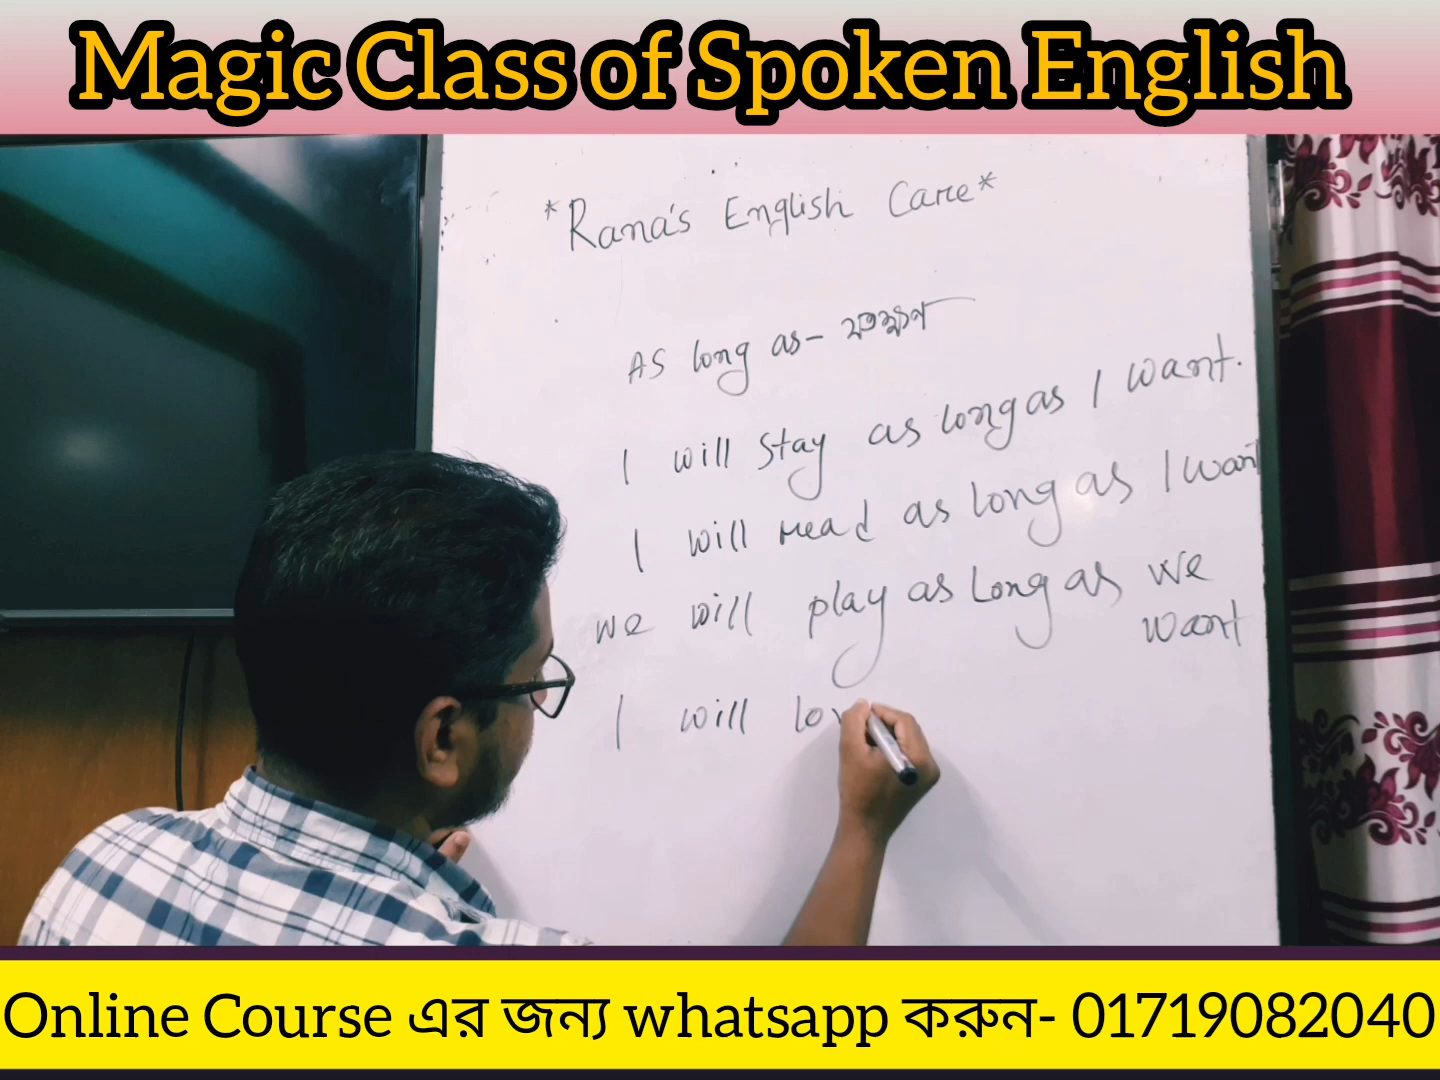 Magic Class of Spoken English
*Rana's English Care*
As long as- যতক্ষণ
I will stay as long as I want.
I will read as long as I want
we will play as long as we
want
I will lov
Online Course এর জন্য whatsapp করুন- 01719082040